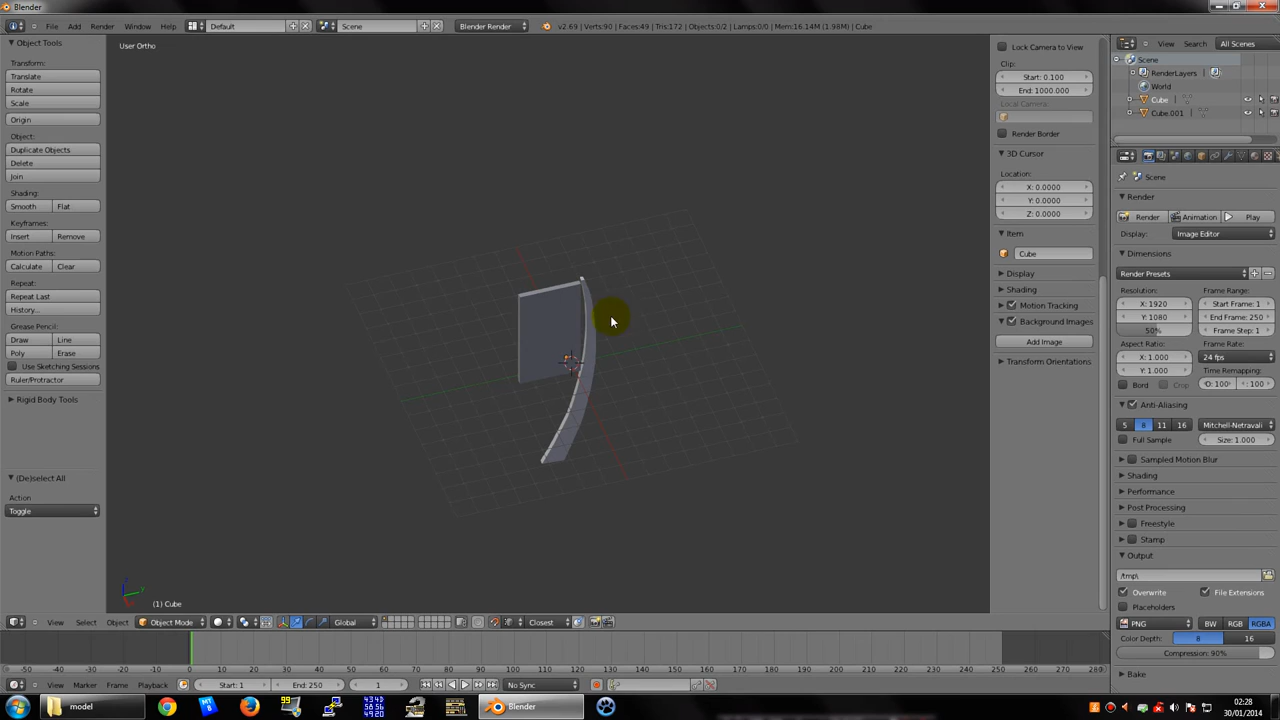 Blender
File Add Render Window Help Default Scene Blender Render v2.69 | Verts:90 | Faces:49 | Tris:172 | Objects:0/2 | Lamps:0/0 | Mem:16.14M (1.98M) | Cube
Object Tools
Transform:
Translate
Rotate
Scale
Origin
Object:
Duplicate Objects
Delete
Join
Shading:
Smooth Flat
Keyframes:
Insert Remove
Motion Paths:
Calculate Clear
Repeat:
Repeat Last
History...
Grease Pencil:
Draw Line
Poly Erase
Use Sketching Sessions
Ruler/Protractor
Rigid Body Tools
(De)select All
Action
Toggle
User Ortho
(1) Cube
Lock Camera to View
Clip:
Start: 0.100
End: 1000.000
Local Camera:
Render Border
3D Cursor
Location:
X: 0.0000
Y: 0.0000
Z: 0.0000
Item
Cube
Display
Shading
Motion Tracking
Background Images
Add Image
Transform Orientations
View Search All Scenes
Scene
RenderLayers
World
Cube
Cube.001
Scene
Render
Render Animation Play
Display: Image Editor
Dimensions
Render Presets
Resolution: Frame Range:
X: 1920 Start Frame: 1
Y: 1080 End Frame: 250
50% Frame Step: 1
Aspect Ratio: Frame Rate:
X: 1.000 24 fps
Y: 1.000 Time Remapping:
Bord Crop O: 100 : 100
Anti-Aliasing
5 8 11 16 Mitchell-Netravali
Full Sample Size: 1.000
Sampled Motion Blur
Shading
Performance
Post Processing
Freestyle
Stamp
Output
/tmp\
Overwrite File Extensions
Placeholders
PNG BW RGB RGBA
Color Depth: 8 16
Compression: 90%
Bake
View Select Object Object Mode Global Closest
-50 -40 -30 -20 -10 0 10 20 30 40 50 60 70 80 90 100 110 120 130 140 150 160 170 180 190 200 210 220 230 240 250 260 270 280
View Marker Frame Playback Start: 1 End: 250 1 No Sync
model Blender 02:28
30/01/2014